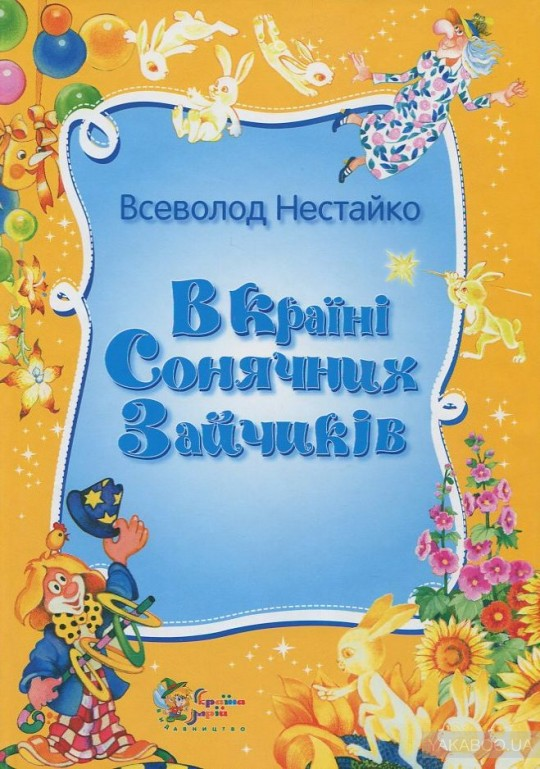 Всеволод Нестайко
В Країні
Сонячних
Зайчиків
Країна
Мрій
видавництво
YAKABOO.UA